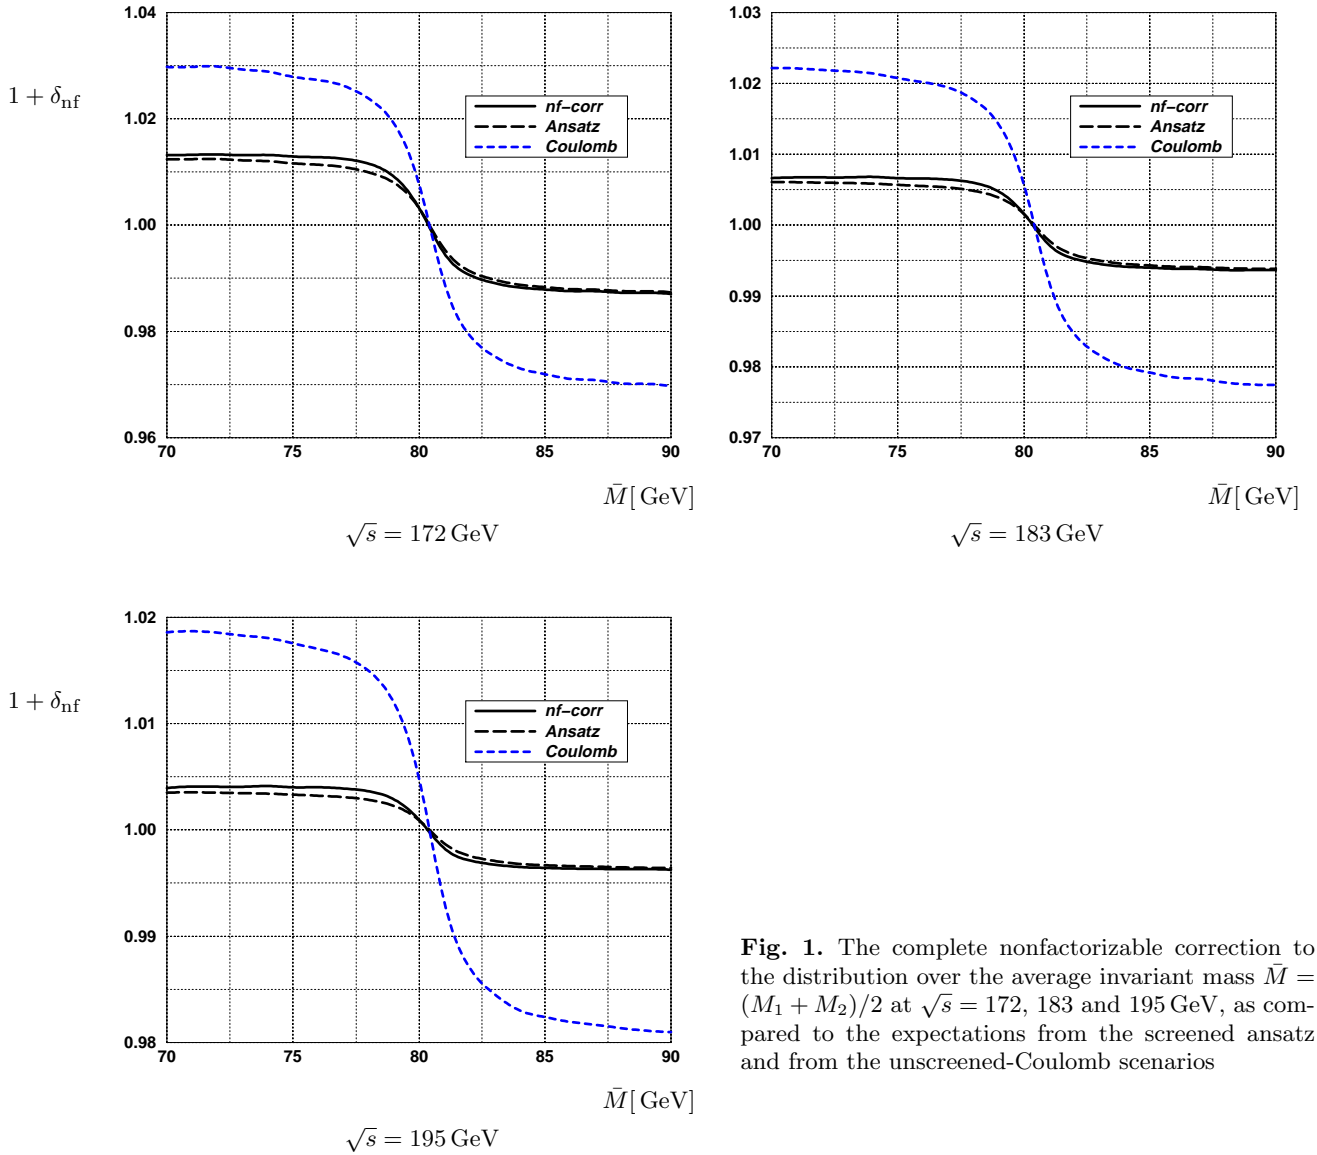 1.04
1.02
1.00
0.98
0.96
1 + δnf
nf−corr
Ansatz
Coulomb
70 75 80 85 90
M̄[ GeV]
√s = 172 GeV
1.03
1.02
1.01
1.00
0.99
0.98
0.97
nf−corr
Ansatz
Coulomb
70 75 80 85 90
M̄[ GeV]
√s = 183 GeV
1.02
1.01
1.00
0.99
0.98
1 + δnf
nf−corr
Ansatz
Coulomb
70 75 80 85 90
M̄[ GeV]
√s = 195 GeV
Fig. 1. The complete nonfactorizable correction to
the distribution over the average invariant mass M̄ =
(M1 + M2)/2 at √s = 172, 183 and 195 GeV, as com-
pared to the expectations from the screened ansatz
and from the unscreened-Coulomb scenarios